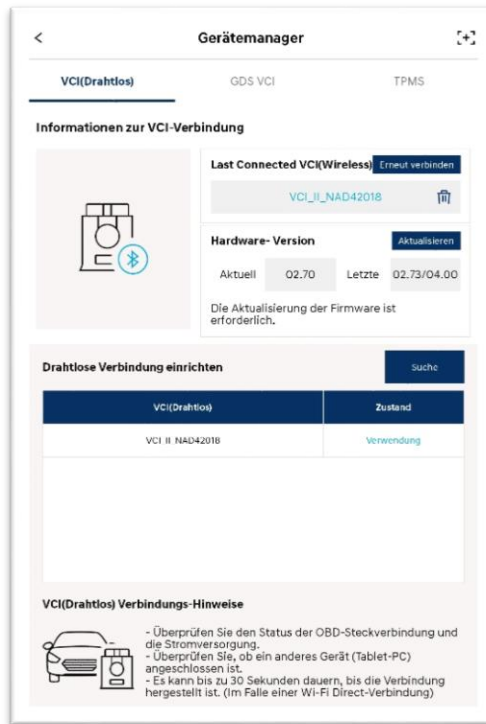 Gerätemanager
VCI(Drahtlos) GDS VCI TPMS
Informationen zur VCI-Verbindung
Last Connected VCI(Wireless) Erneut verbinden
VCI_II_NAD42018
Hardware- Version Aktualisieren
Aktuell 02.70 Letzte 02.73/04.00
Die Aktualisierung der Firmware ist
erforderlich.
Drahtlose Verbindung einrichten Suche
VCI(Drahtlos) Zustand
VCI II NAD42018 Verwendung
VCI(Drahtlos) Verbindungs-Hinweise
- Überprüfen Sie den Status der OBD-Steckverbindung und
die Stromversorgung.
- Überprüfen Sie, ob ein anderes Gerät (Tablet-PC)
angeschlossen ist.
- Es kann bis zu 30 Sekunden dauern, bis die Verbindung
hergestellt ist. (Im Falle einer Wi-Fi Direct-Verbindung)